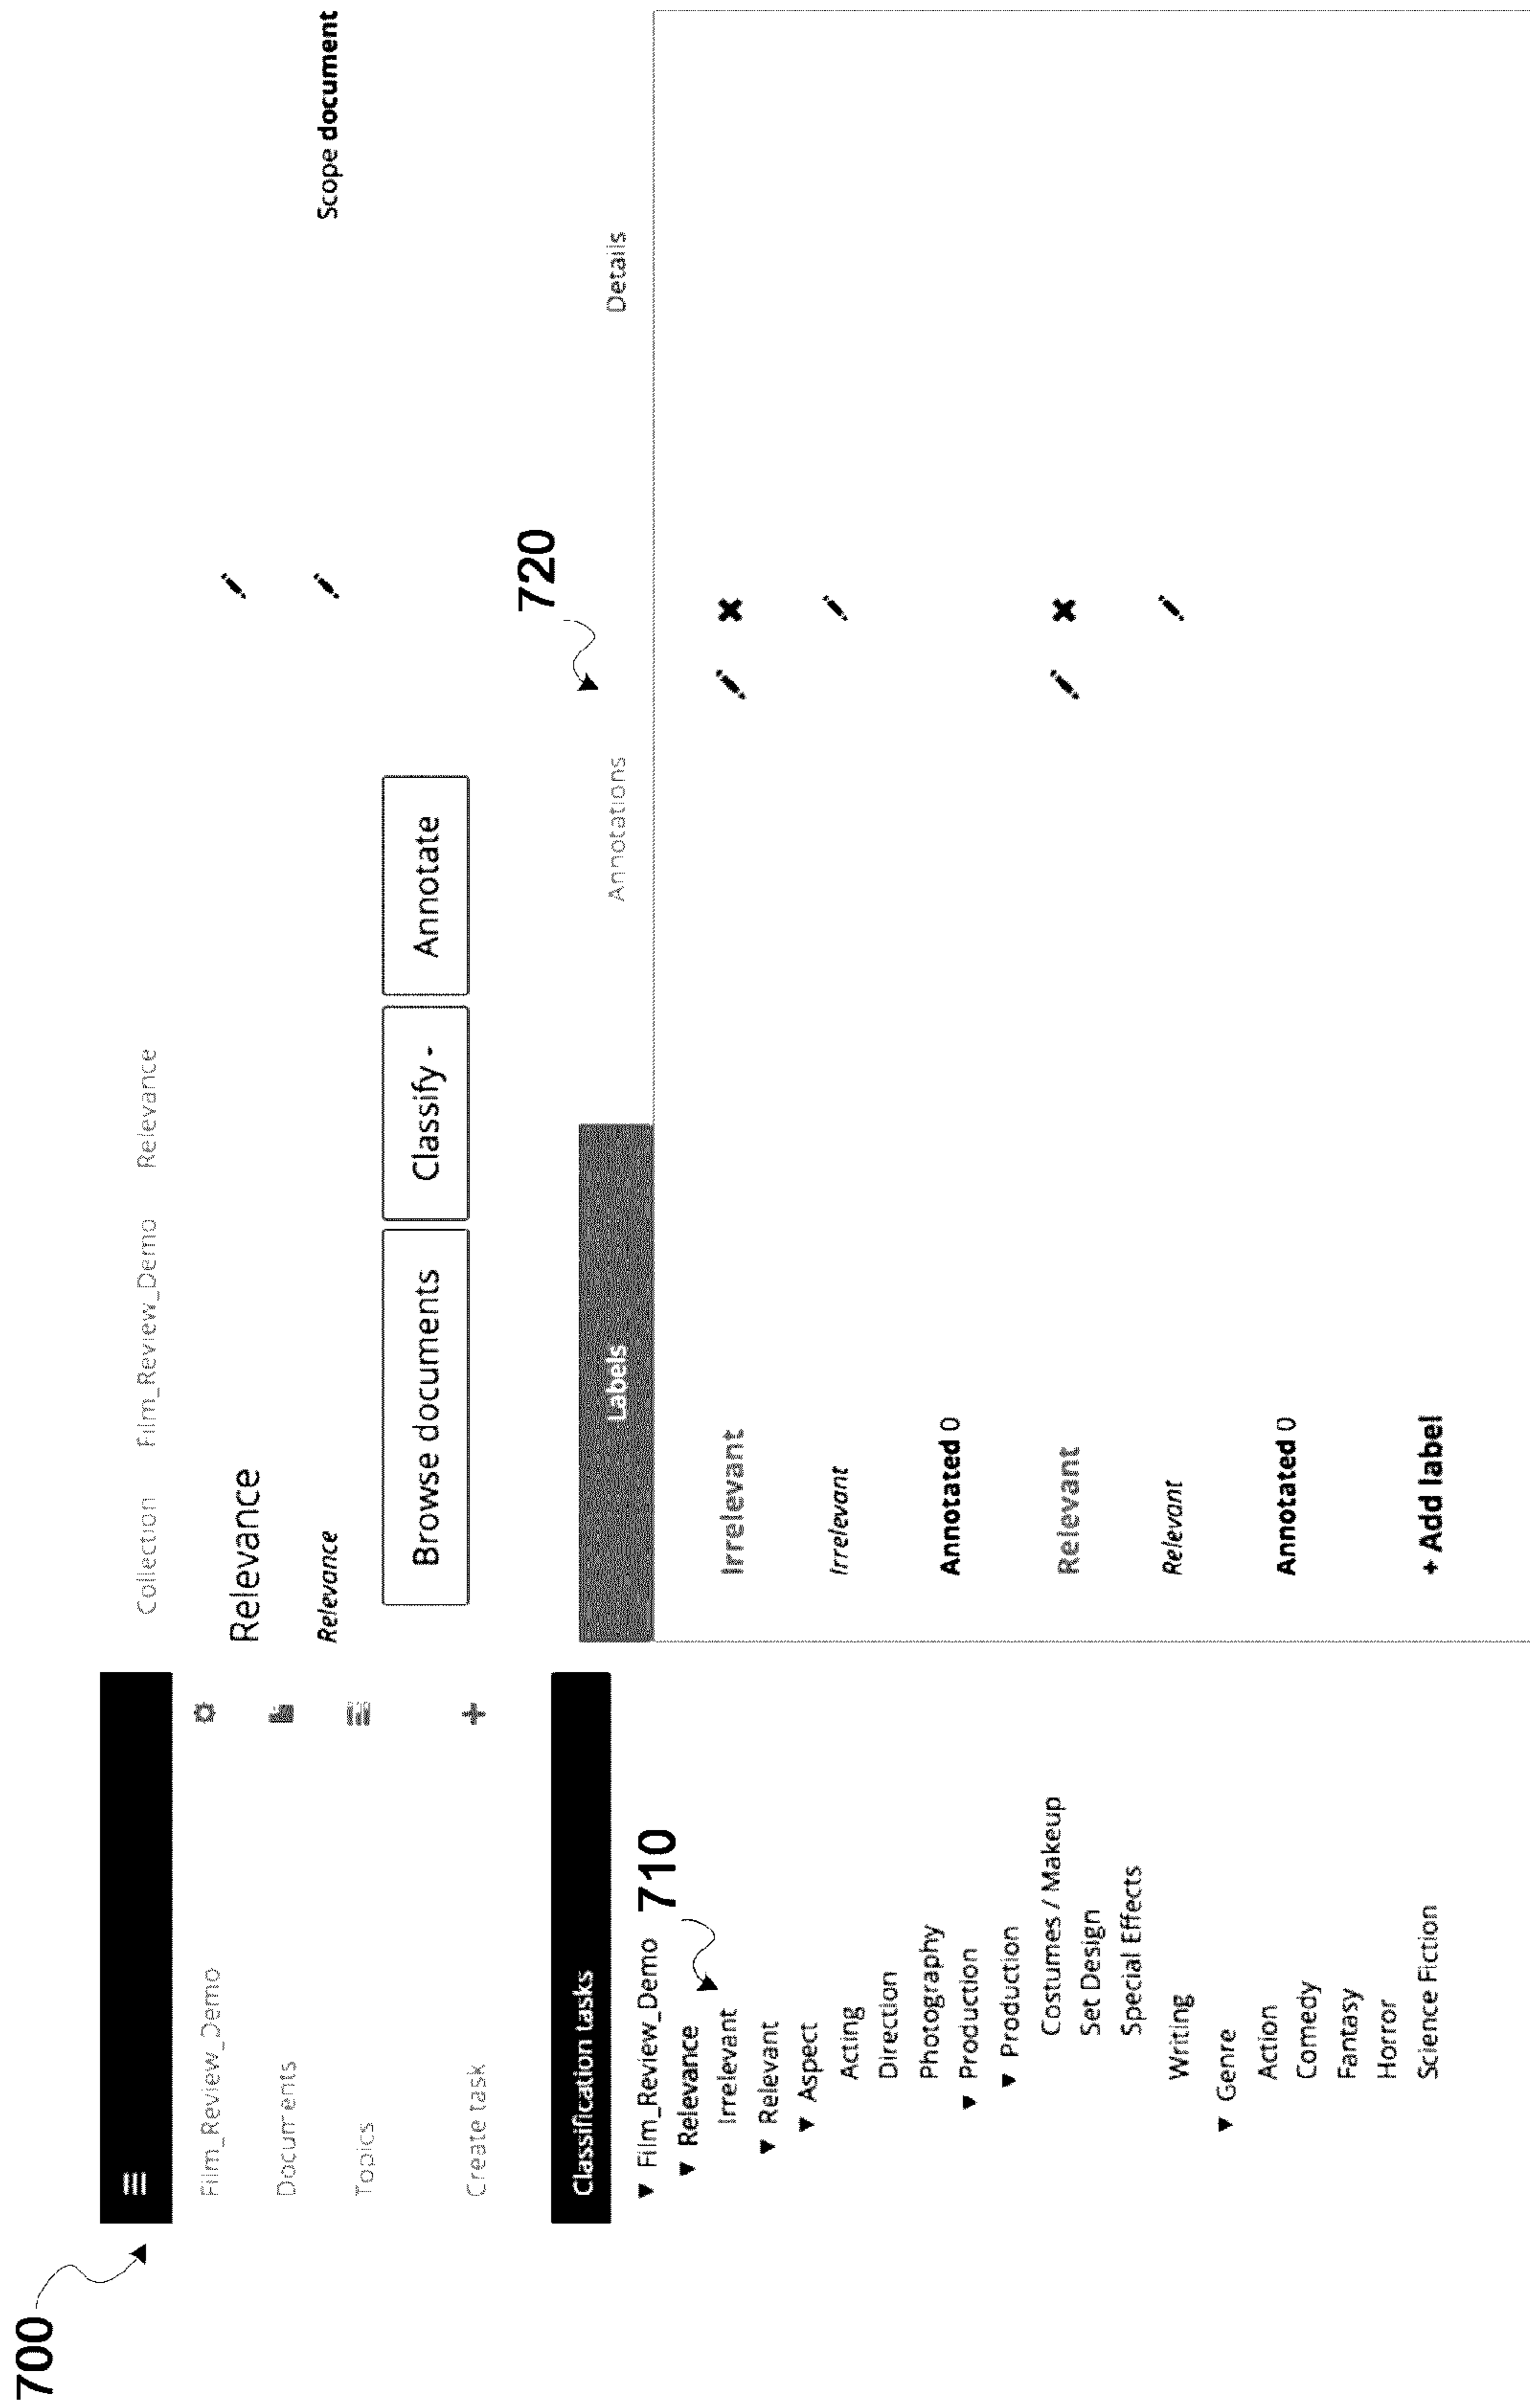 700
Film_Review_Demo
Documents
Topics
Create task
Classification tasks
Film_Review_Demo
710
Relevance
Irrelevant
Relevant
Aspect
Acting
Direction
Photography
Production
Production
Costumes / Makeup
Set Design
Special Effects
Writing
Genre
Action
Comedy
Fantasy
Horror
Science Fiction
Collection Film_Review_Demo Relevance
Relevance
Relevance Scope document
Browse documents Classify - Annotate
720
Labels Annotations Details
Irrelevant
Irrelevant
Annotated 0
Relevant
Relevant
Annotated 0
+ Add label